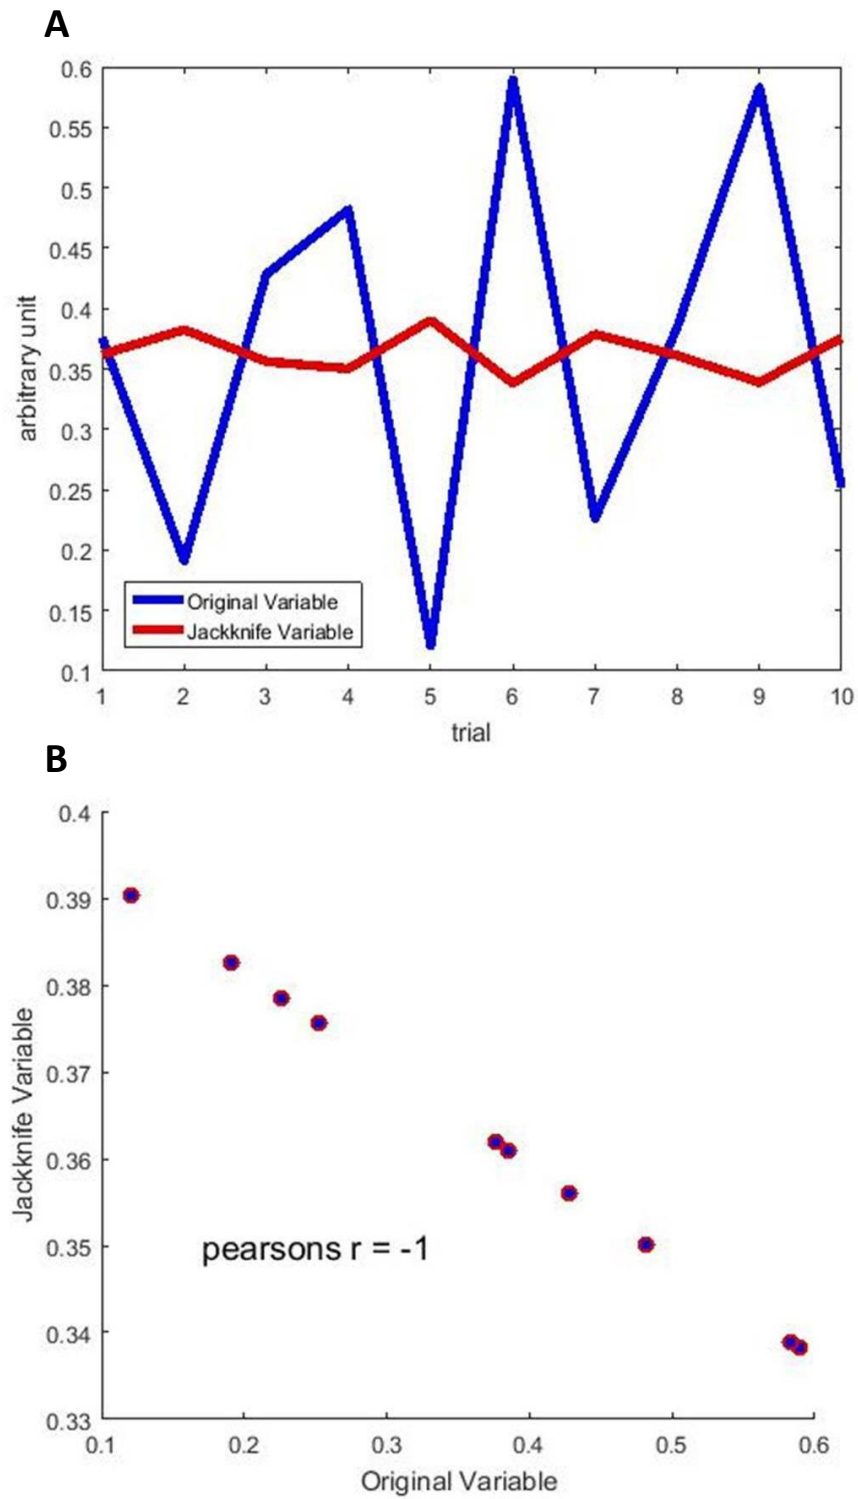 A
0.6
0.55
0.5
0.45
0.4
0.35
0.3
0.25
0.2
0.15
0.1
arbitrary unit
Original Variable
Jackknife Variable
1 2 3 4 5 6 7 8 9 10
trial
B
0.4
0.39
0.38
0.37
0.36
0.35
0.34
0.33
Jackknife Variable
pearsons r = -1
0.1 0.2 0.3 0.4 0.5 0.6
Original Variable